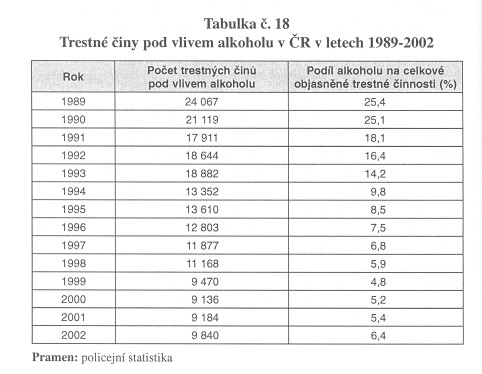 Tabulka č. 18
Trestné činy pod vlivem alkoholu v ČR v letech 1989-2002
Rok Počet trestných činů pod vlivem alkoholu Podíl alkoholu na celkové objasněné trestné činnosti (%)
1989 24 067 25,4
1990 21 119 25,1
1991 17 911 18,1
1992 18 644 16,4
1993 18 882 14,2
1994 13 352 9,8
1995 13 610 8,5
1996 12 803 7,5
1997 11 877 6,8
1998 11 168 5,9
1999 9 470 4,8
2000 9 136 5,2
2001 9 184 5,4
2002 9 840 6,4
Pramen: policejní statistika